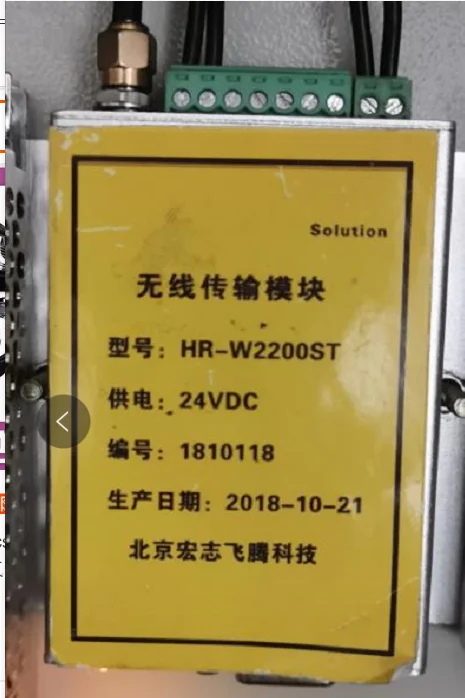 Solution
无线传输模块
型号：HR-W2200ST
供电：24VDC
编号：1810118
生产日期：2018-10-21
北京宏志飞腾科技